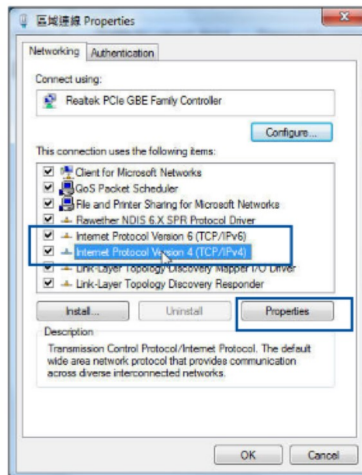 區域連線 Properties
Networking
Authentication
Connect using:
Realtek PCIe GBE Family Controller
Configure...
This connection uses the following items:
Client for Microsoft Networks
QoS Packet Scheduler
File and Printer Sharing for Microsoft Networks
Rawether NDIS 6.X SPR Protocol Driver
Internet Protocol Version 6 (TCP/IPv6)
Internet Protocol Version 4 (TCP/IPv4)
Link-Layer Topology Discovery Mapper I/O Driver
Link-Layer Topology Discovery Responder
Install...
Uninstall
Properties
Description
Transmission Control Protocol/Internet Protocol. The default
wide area network protocol that provides communication
across diverse interconnected networks.
OK
Cancel